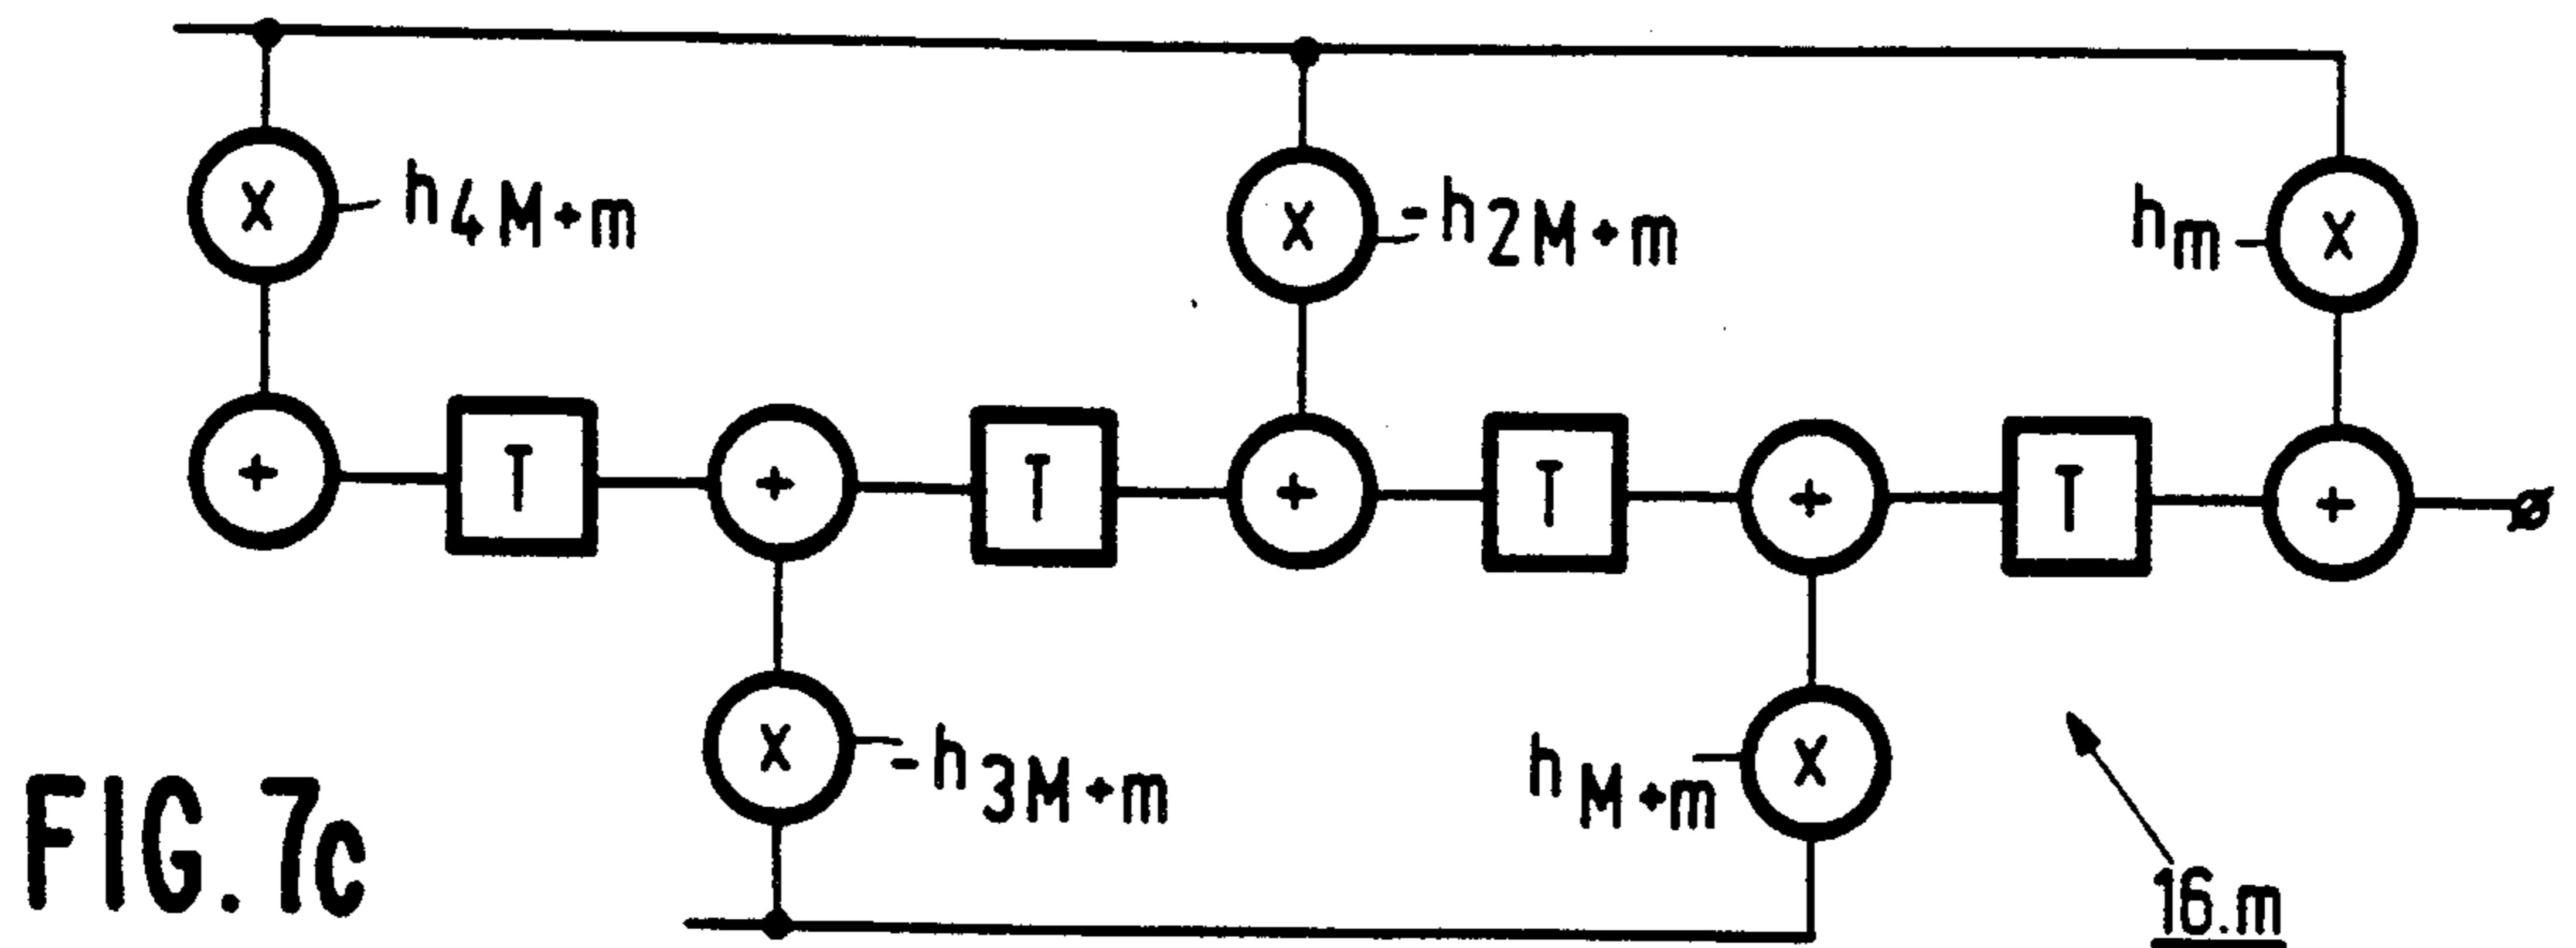 X h4M+m
X -h2M+m
hm X
+ T + T + T + T +
X -h3M+m
hM+m X
FIG.7c
16.m